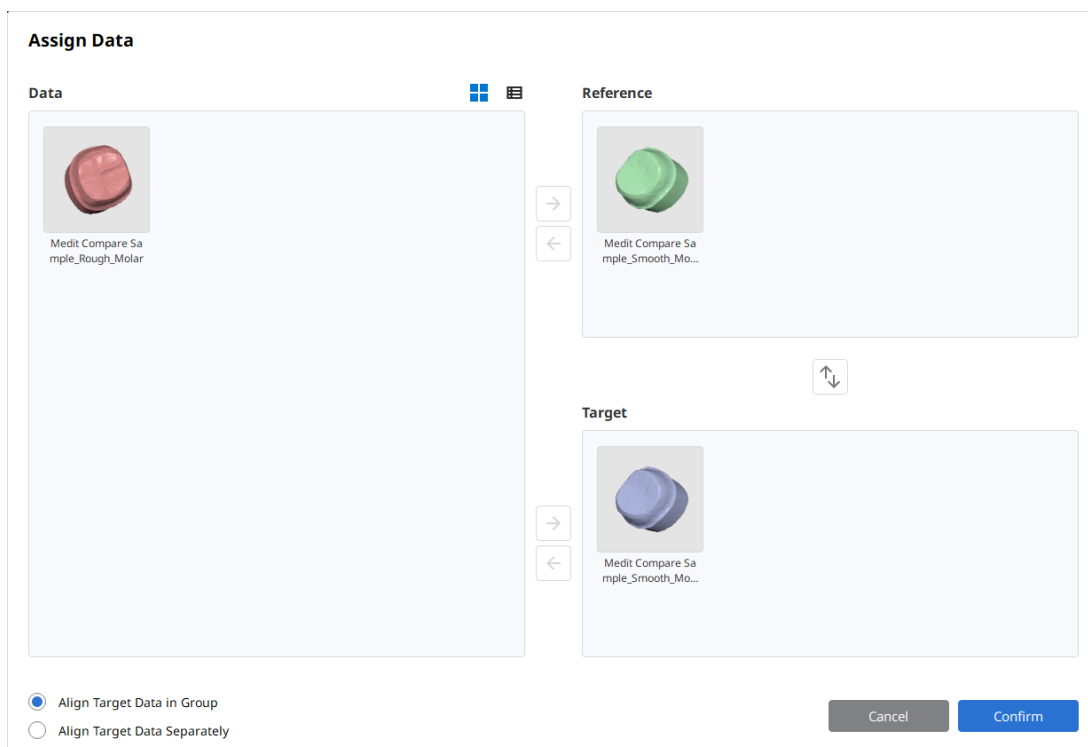 Assign Data
Data
Medit Compare Sa
mple_Rough_Molar
Reference
Medit Compare Sa
mple_Smooth_Mo...
Target
Medit Compare Sa
mple_Smooth_Mo...
Align Target Data in Group
Align Target Data Separately
Cancel
Confirm